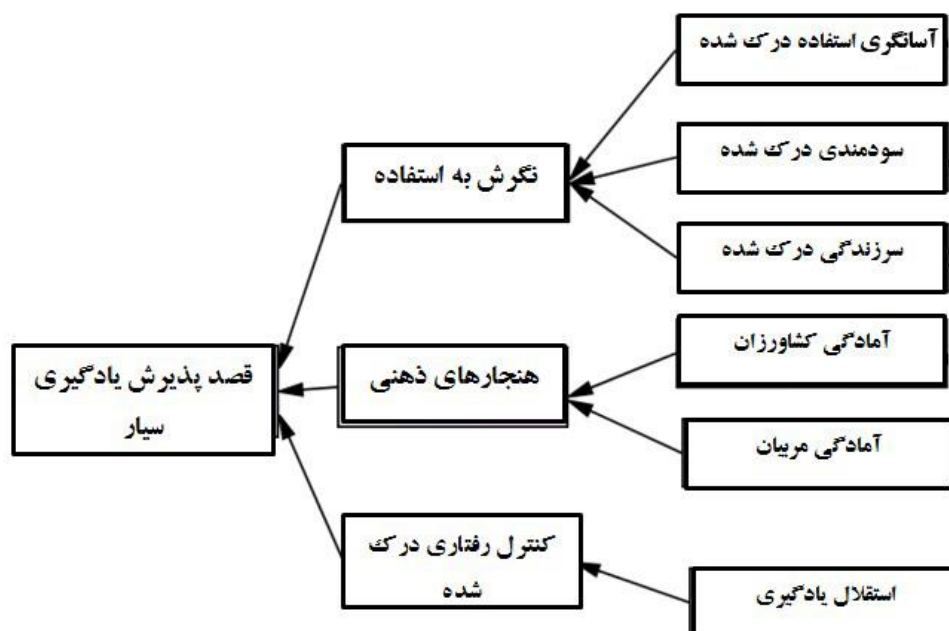 آسانگری استفاده درک شده
سودمندی درک شده
سرزندگی درک شده
نگرش به استفاده
آمادگی کشاورزان
آمادگی مربیان
هنجارهای ذهنی
قصد پذیرش یادگیری
سیار
کنترل رفتاری درک
شده
استقلال یادگیری